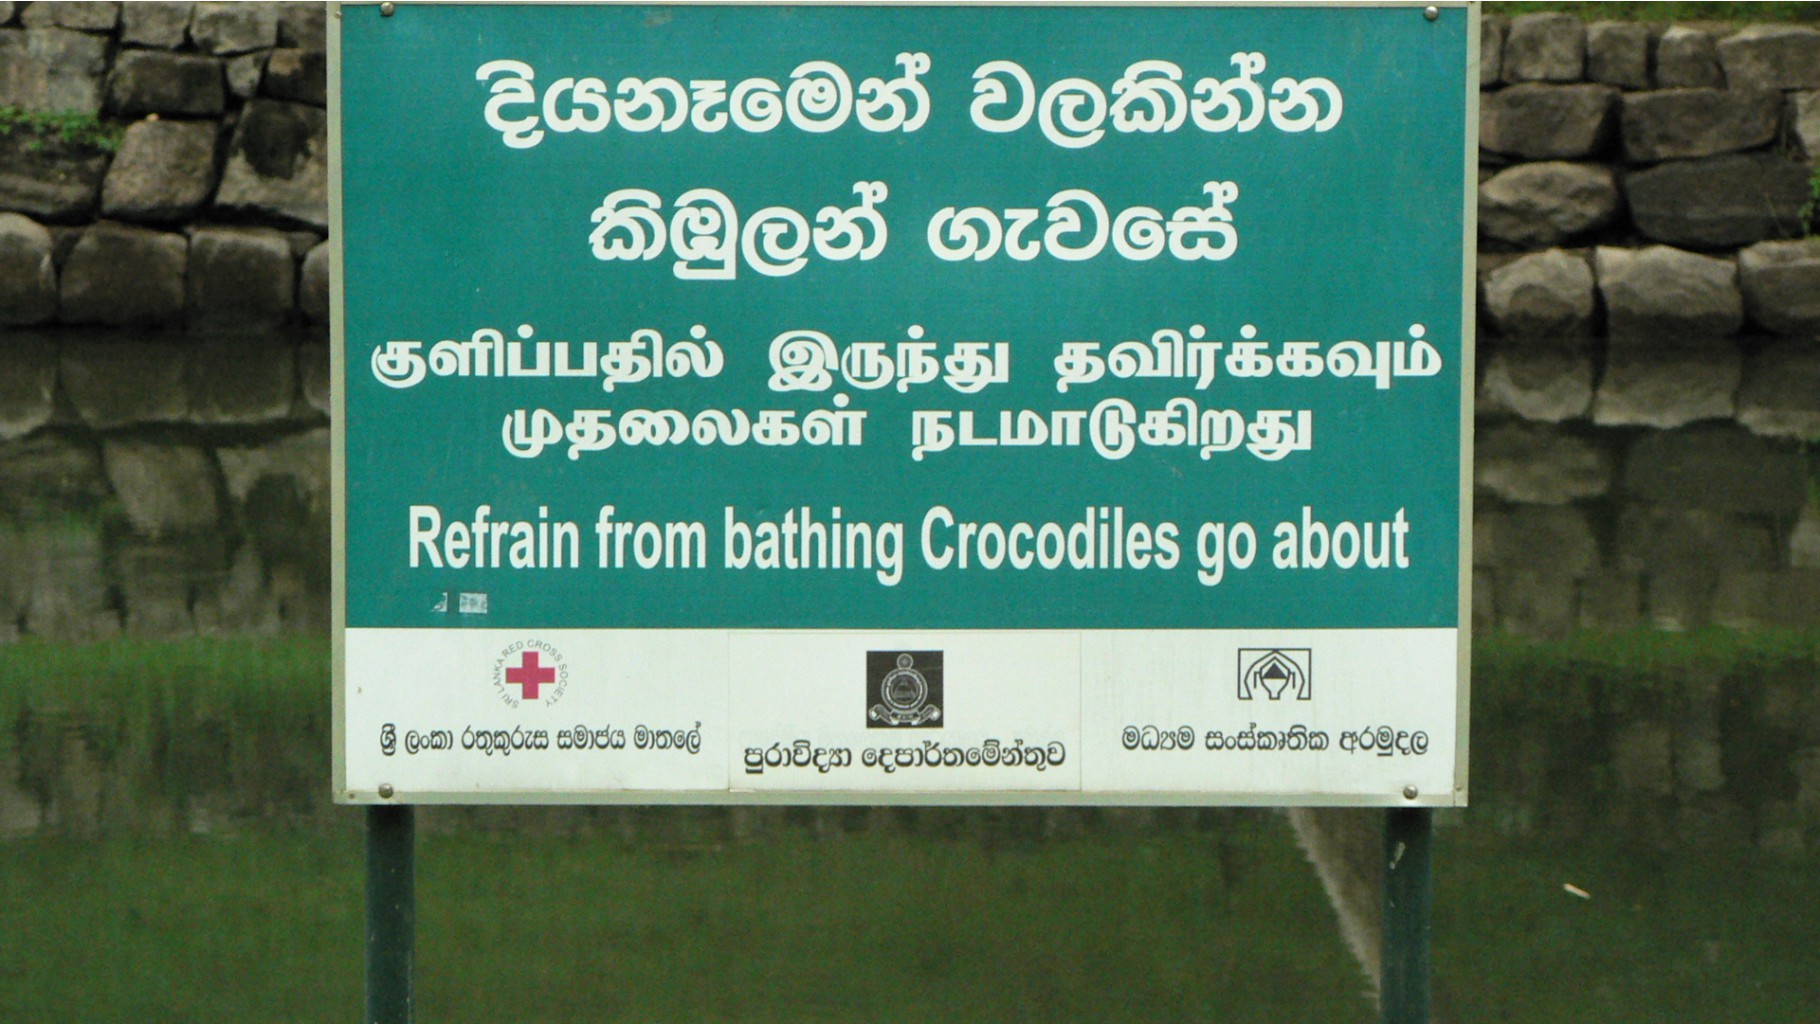 දියනෑමෙන් වලකින්න
කිඹුලන් ගැවසේ
குளிப்பதில் இருந்து தவிர்க்கவும்
முதலைகள் நடமாடுகிறது
Refrain from bathing Crocodiles go about
SRI LANKA RED CROSS SOCIETY
ශ්‍රී ලංකා රතුකුරුස සමාජය මාතලේ
පුරාවිද්‍යා දෙපාර්තමේන්තුව
මධ්‍යම සංස්කෘතික අරමුදල